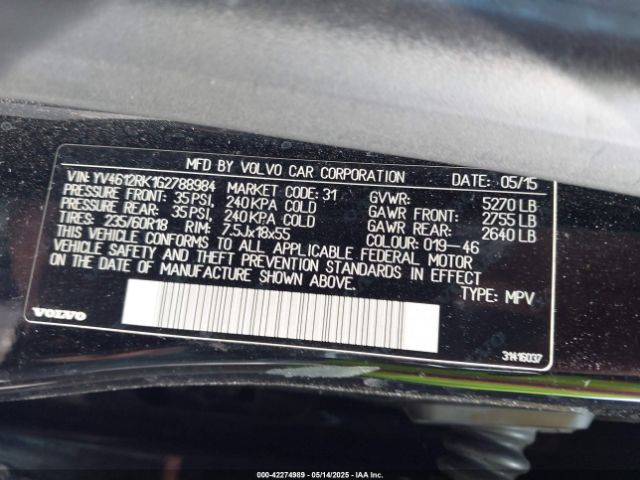 MFD BY VOLVO CAR CORPORATION DATE: 05/15
VIN: YV4612RK1G2788984 MARKET CODE: 31 GVWR: 5270 LB
PRESSURE FRONT: 35 PSI, 240 KPA COLD GAWR FRONT: 2755 LB
PRESSURE REAR: 35 PSI, 240 KPA COLD GAWR REAR: 2640 LB
TIRES: 235/60R18 RIM: 7.5Jx18x55 COLOUR: 019-46
THIS VEHICLE CONFORMS TO ALL APPLICABLE FEDERAL MOTOR
VEHICLE SAFETY AND THEFT PREVENTION STANDARDS IN EFFECT
ON THE DATE OF MANUFACTURE SHOWN ABOVE.
TYPE: MPV
VOLVO 31416037
000-42274989 - 05/14/2025 - IAA Inc.